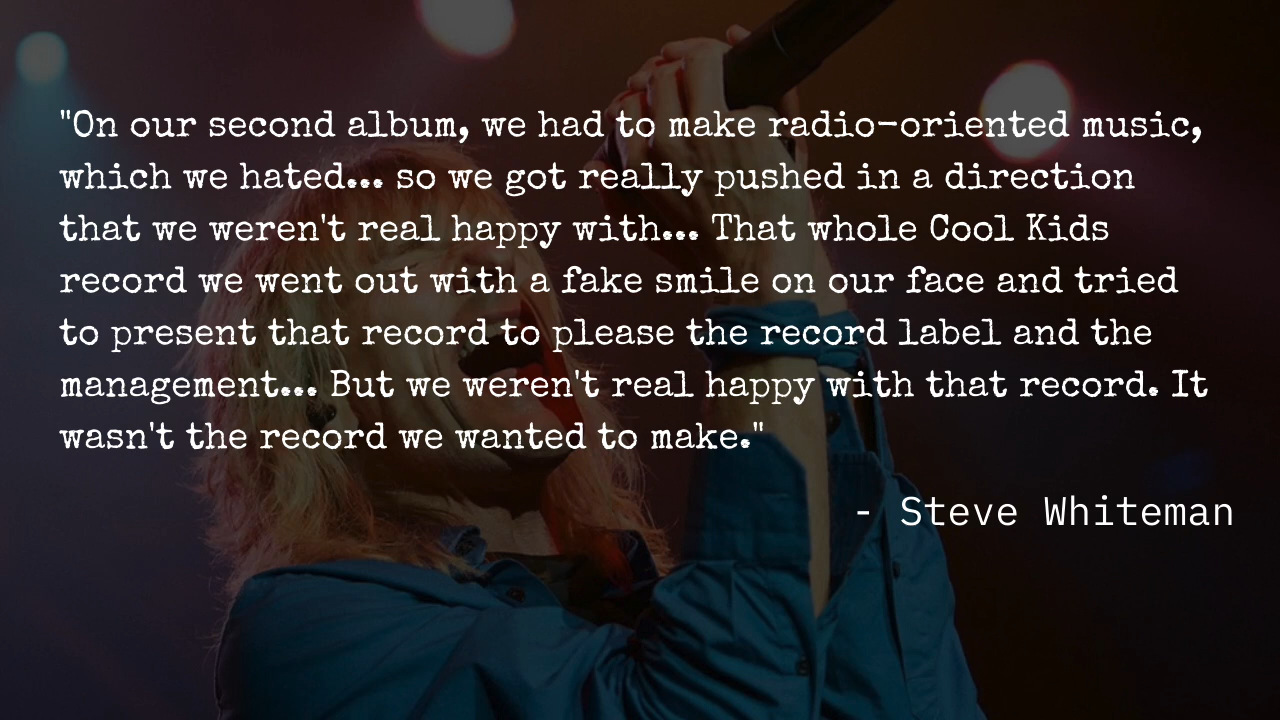 "On our second album, we had to make radio-oriented music,
which we hated... so we got really pushed in a direction
that we weren't real happy with... That whole Cool Kids
record we went out with a fake smile on our face and tried
to present that record to please the record label and the
management... But we weren't real happy with that record. It
wasn't the record we wanted to make."
- Steve Whiteman